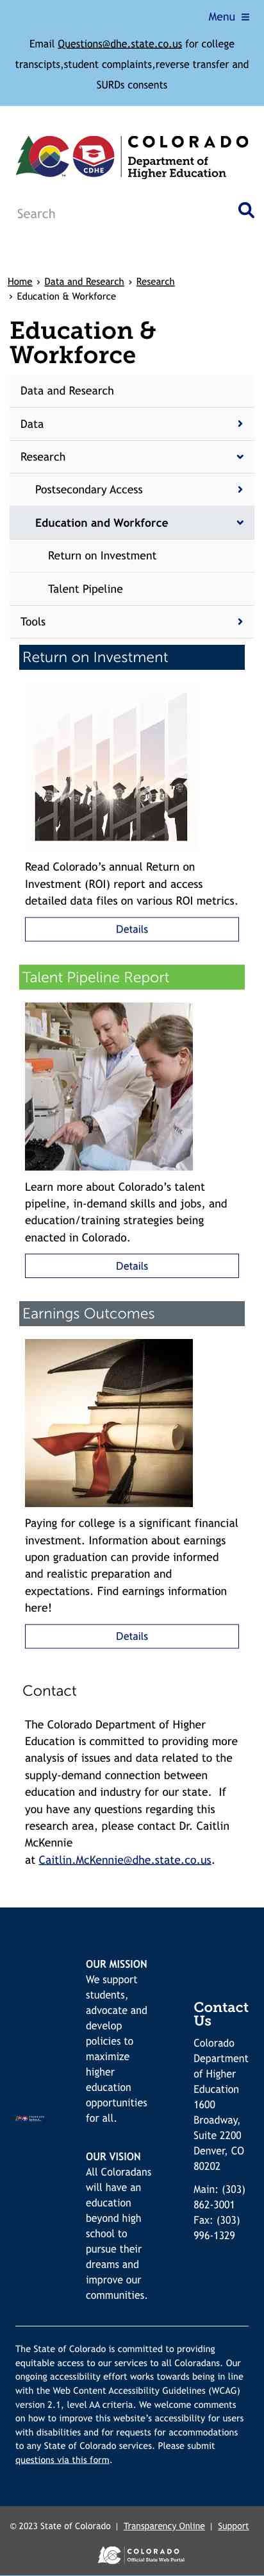 Menu
Email Questions@dhe.state.co.us for college
transcipts,student complaints,reverse transfer and
SURDs consents
COLORADO
Department of
Higher Education
CDHE
Search
Home › Data and Research › Research
› Education & Workforce
Education &
Workforce
Data and Research
Data
Research
Postsecondary Access
Education and Workforce
Return on Investment
Talent Pipeline
Tools
Return on Investment
Read Colorado’s annual Return on
Investment (ROI) report and access
detailed data files on various ROI metrics.
Details
Talent Pipeline Report
Learn more about Colorado’s talent
pipeline, in-demand skills and jobs, and
education/training strategies being
enacted in Colorado.
Details
Earnings Outcomes
Paying for college is a significant financial
investment. Information about earnings
upon graduation can provide informed
and realistic preparation and
expectations. Find earnings information
here!
Details
Contact
The Colorado Department of Higher
Education is committed to providing more
analysis of issues and data related to the
supply-demand connection between
education and industry for our state.  If
you have any questions regarding this
research area, please contact Dr. Caitlin
McKennie
at Caitlin.McKennie@dhe.state.co.us.
OUR MISSION
We support
students,
advocate and
develop
policies to
maximize
higher
education
opportunities
for all.
OUR VISION
All Coloradans
will have an
education
beyond high
school to
pursue their
dreams and
improve our
communities.
Contact
Us
Colorado
Department
of Higher
Education
1600
Broadway,
Suite 2200
Denver, CO
80202
Main: (303)
862-3001
Fax: (303)
996-1329
The State of Colorado is committed to providing
equitable access to our services to all Coloradans. Our
ongoing accessibility effort works towards being in line
with the Web Content Accessibility Guidelines (WCAG)
version 2.1, level AA criteria. We welcome comments
on how to improve this website’s accessibility for users
with disabilities and for requests for accomodations
to any State of Colorado services. Please submit
questions via this form.
© 2023 State of Colorado | Transparency Online | Support
COLORADO
Official State Web Portal